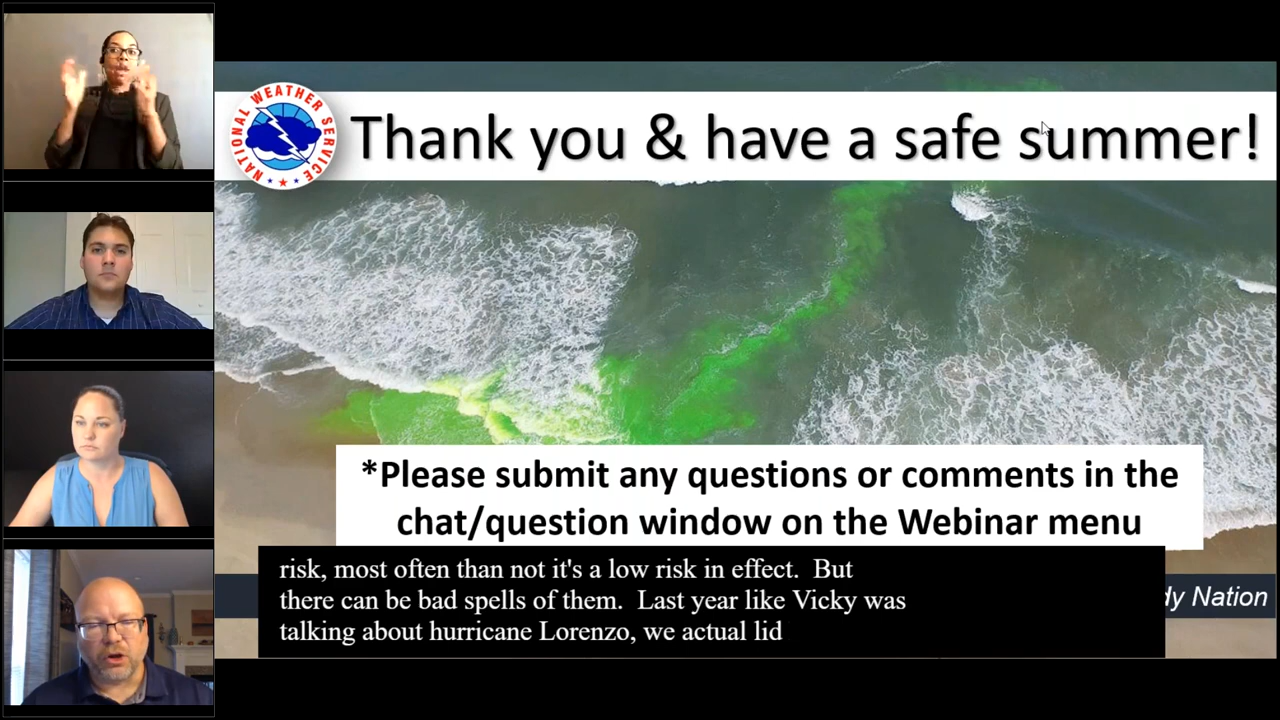 NATIONAL WEATHER SERVICE
Thank you & have a safe summer!
*Please submit any questions or comments in the
chat/question window on the Webinar menu
risk, most often than not it's a low risk in effect.  But
there can be bad spells of them.  Last year like Vicky was
talking about hurricane Lorenzo, we actual lid
dy Nation